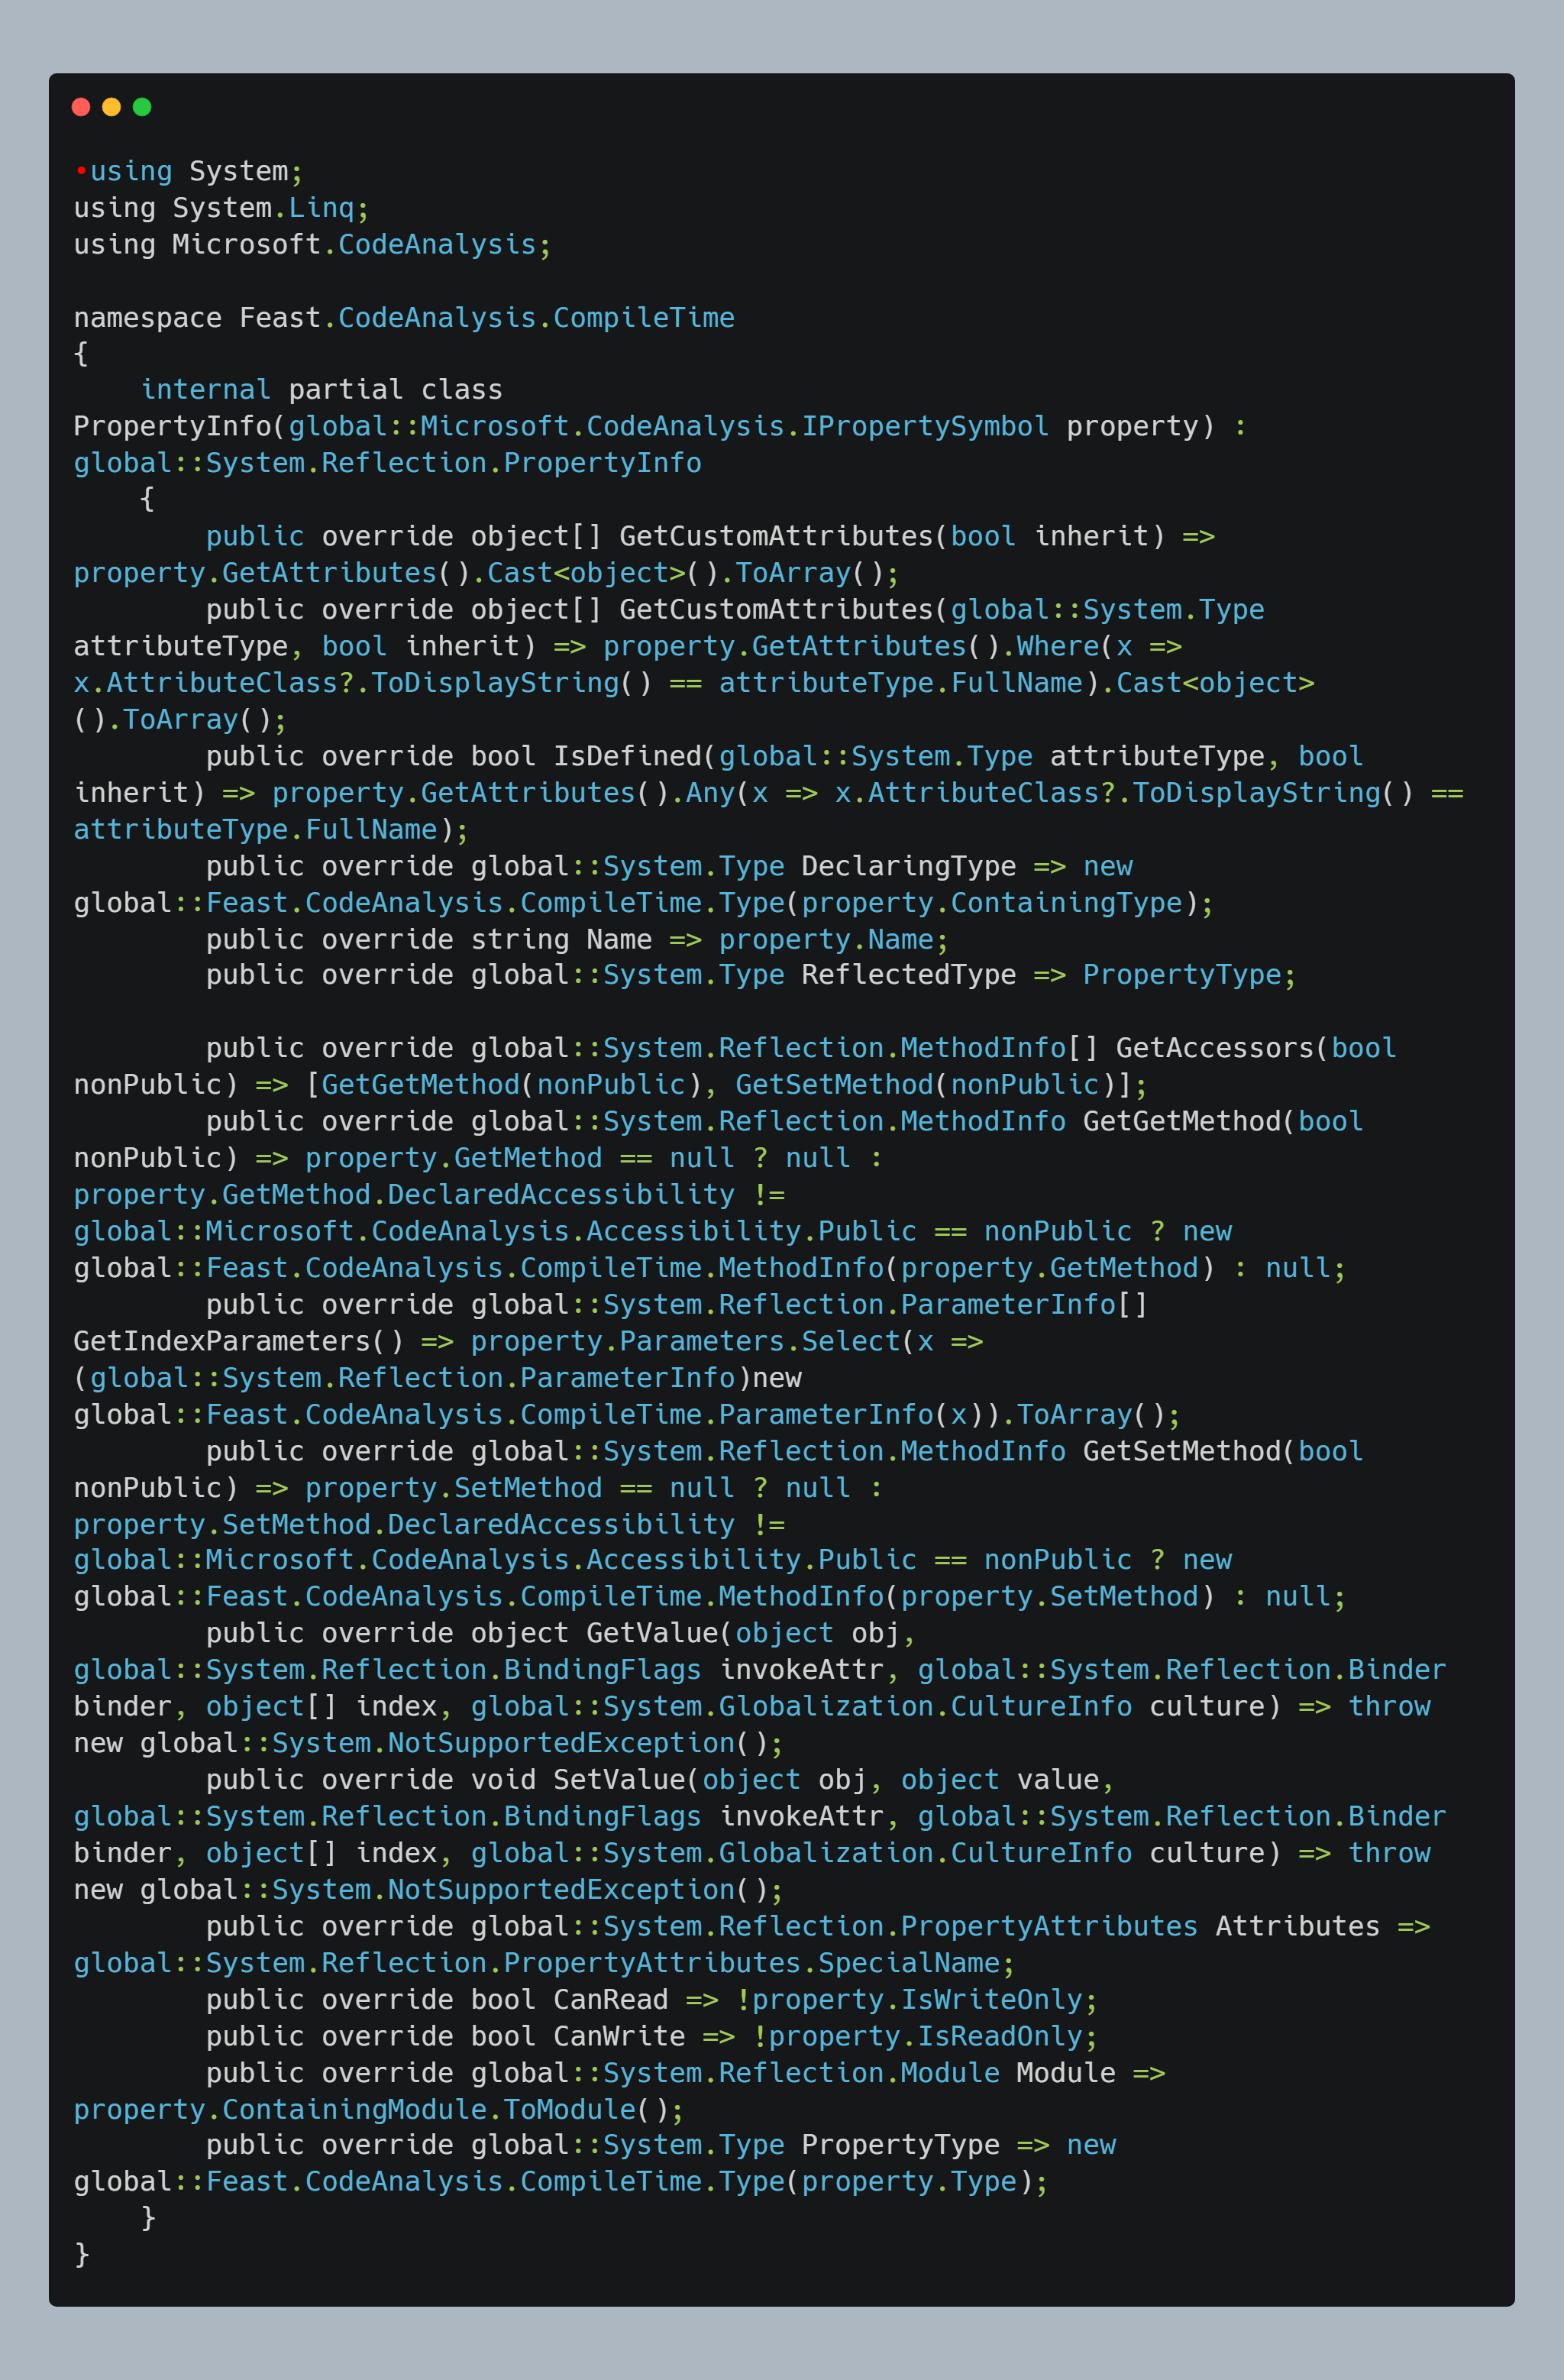 •using System;
using System.Linq;
using Microsoft.CodeAnalysis;

namespace Feast.CodeAnalysis.CompileTime
{
    internal partial class
PropertyInfo(global::Microsoft.CodeAnalysis.IPropertySymbol property) :
global::System.Reflection.PropertyInfo
    {
        public override object[] GetCustomAttributes(bool inherit) =>
property.GetAttributes().Cast<object>().ToArray();
        public override object[] GetCustomAttributes(global::System.Type
attributeType, bool inherit) => property.GetAttributes().Where(x =>
x.AttributeClass?.ToDisplayString() == attributeType.FullName).Cast<object>
().ToArray();
        public override bool IsDefined(global::System.Type attributeType, bool
inherit) => property.GetAttributes().Any(x => x.AttributeClass?.ToDisplayString() ==
attributeType.FullName);
        public override global::System.Type DeclaringType => new
global::Feast.CodeAnalysis.CompileTime.Type(property.ContainingType);
        public override string Name => property.Name;
        public override global::System.Type ReflectedType => PropertyType;

        public override global::System.Reflection.MethodInfo[] GetAccessors(bool
nonPublic) => [GetGetMethod(nonPublic), GetSetMethod(nonPublic)];
        public override global::System.Reflection.MethodInfo GetGetMethod(bool
nonPublic) => property.GetMethod == null ? null :
property.GetMethod.DeclaredAccessibility !=
global::Microsoft.CodeAnalysis.Accessibility.Public == nonPublic ? new
global::Feast.CodeAnalysis.CompileTime.MethodInfo(property.GetMethod) : null;
        public override global::System.Reflection.ParameterInfo[]
GetIndexParameters() => property.Parameters.Select(x =>
(global::System.Reflection.ParameterInfo)new
global::Feast.CodeAnalysis.CompileTime.ParameterInfo(x)).ToArray();
        public override global::System.Reflection.MethodInfo GetSetMethod(bool
nonPublic) => property.SetMethod == null ? null :
property.SetMethod.DeclaredAccessibility !=
global::Microsoft.CodeAnalysis.Accessibility.Public == nonPublic ? new
global::Feast.CodeAnalysis.CompileTime.MethodInfo(property.SetMethod) : null;
        public override object GetValue(object obj,
global::System.Reflection.BindingFlags invokeAttr, global::System.Reflection.Binder
binder, object[] index, global::System.Globalization.CultureInfo culture) => throw
new global::System.NotSupportedException();
        public override void SetValue(object obj, object value,
global::System.Reflection.BindingFlags invokeAttr, global::System.Reflection.Binder
binder, object[] index, global::System.Globalization.CultureInfo culture) => throw
new global::System.NotSupportedException();
        public override global::System.Reflection.PropertyAttributes Attributes =>
global::System.Reflection.PropertyAttributes.SpecialName;
        public override bool CanRead => !property.IsWriteOnly;
        public override bool CanWrite => !property.IsReadOnly;
        public override global::System.Reflection.Module Module =>
property.ContainingModule.ToModule();
        public override global::System.Type PropertyType => new
global::Feast.CodeAnalysis.CompileTime.Type(property.Type);
    }
}